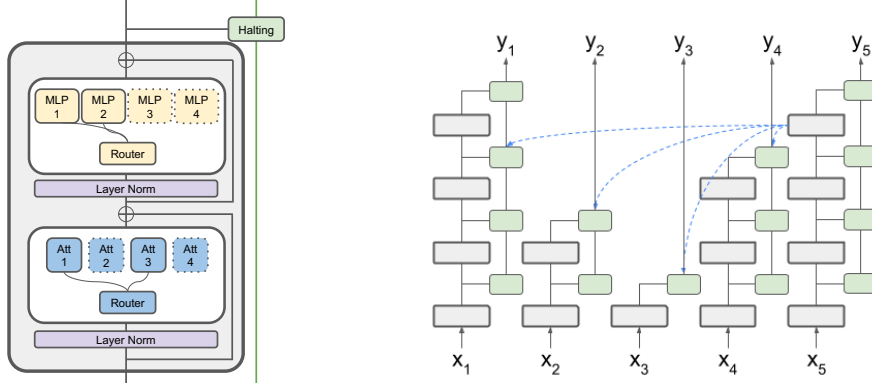 Halting
MLP 1
MLP 2
MLP 3
MLP 4
Router
Layer Norm
Att 1
Att 2
Att 3
Att 4
Router
Layer Norm
y1 y2 y3 y4 y5
x1 x2 x3 x4 x5